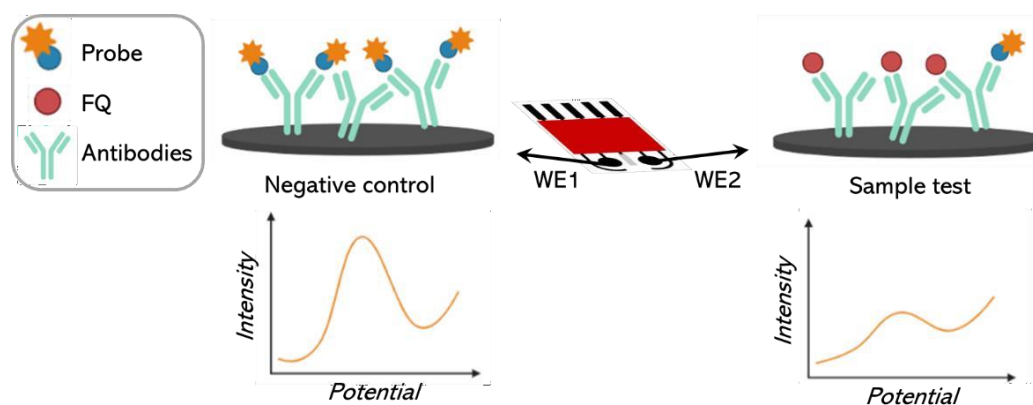 Probe
FQ
Antibodies
Negative control
WE1
WE2
Sample test
Intensity
Potential
Intensity
Potential